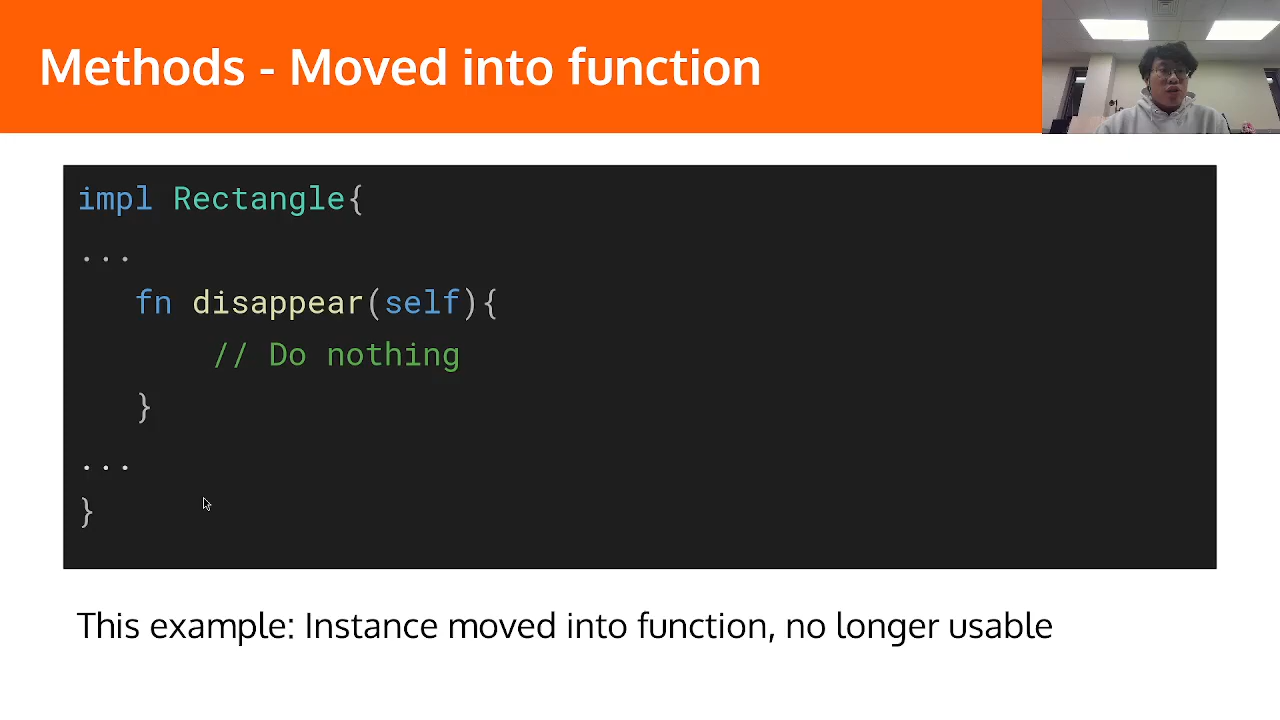 Methods - Moved into function
impl Rectangle{
...
fn disappear(self){
// Do nothing
}
...
}
This example: Instance moved into function, no longer usable